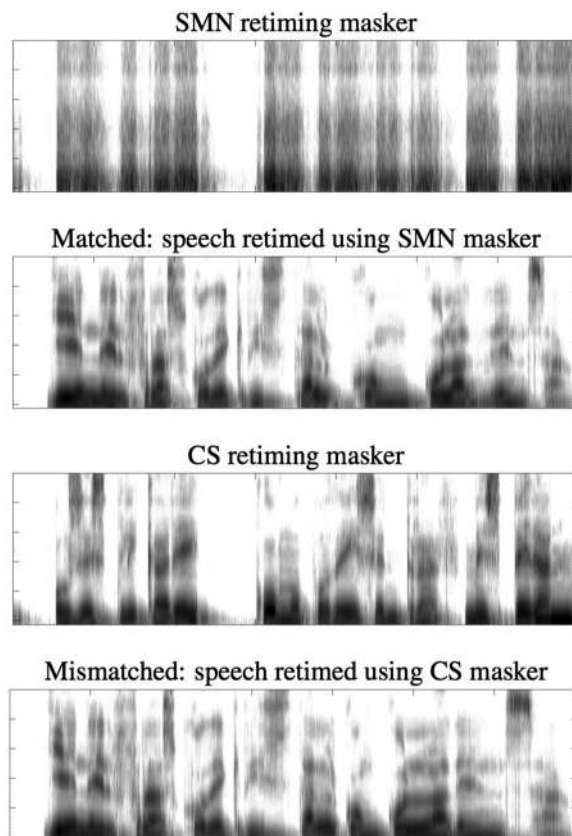 SMN retiming masker
Matched: speech retimed using SMN masker
CS retiming masker
Mismatched: speech retimed using CS masker